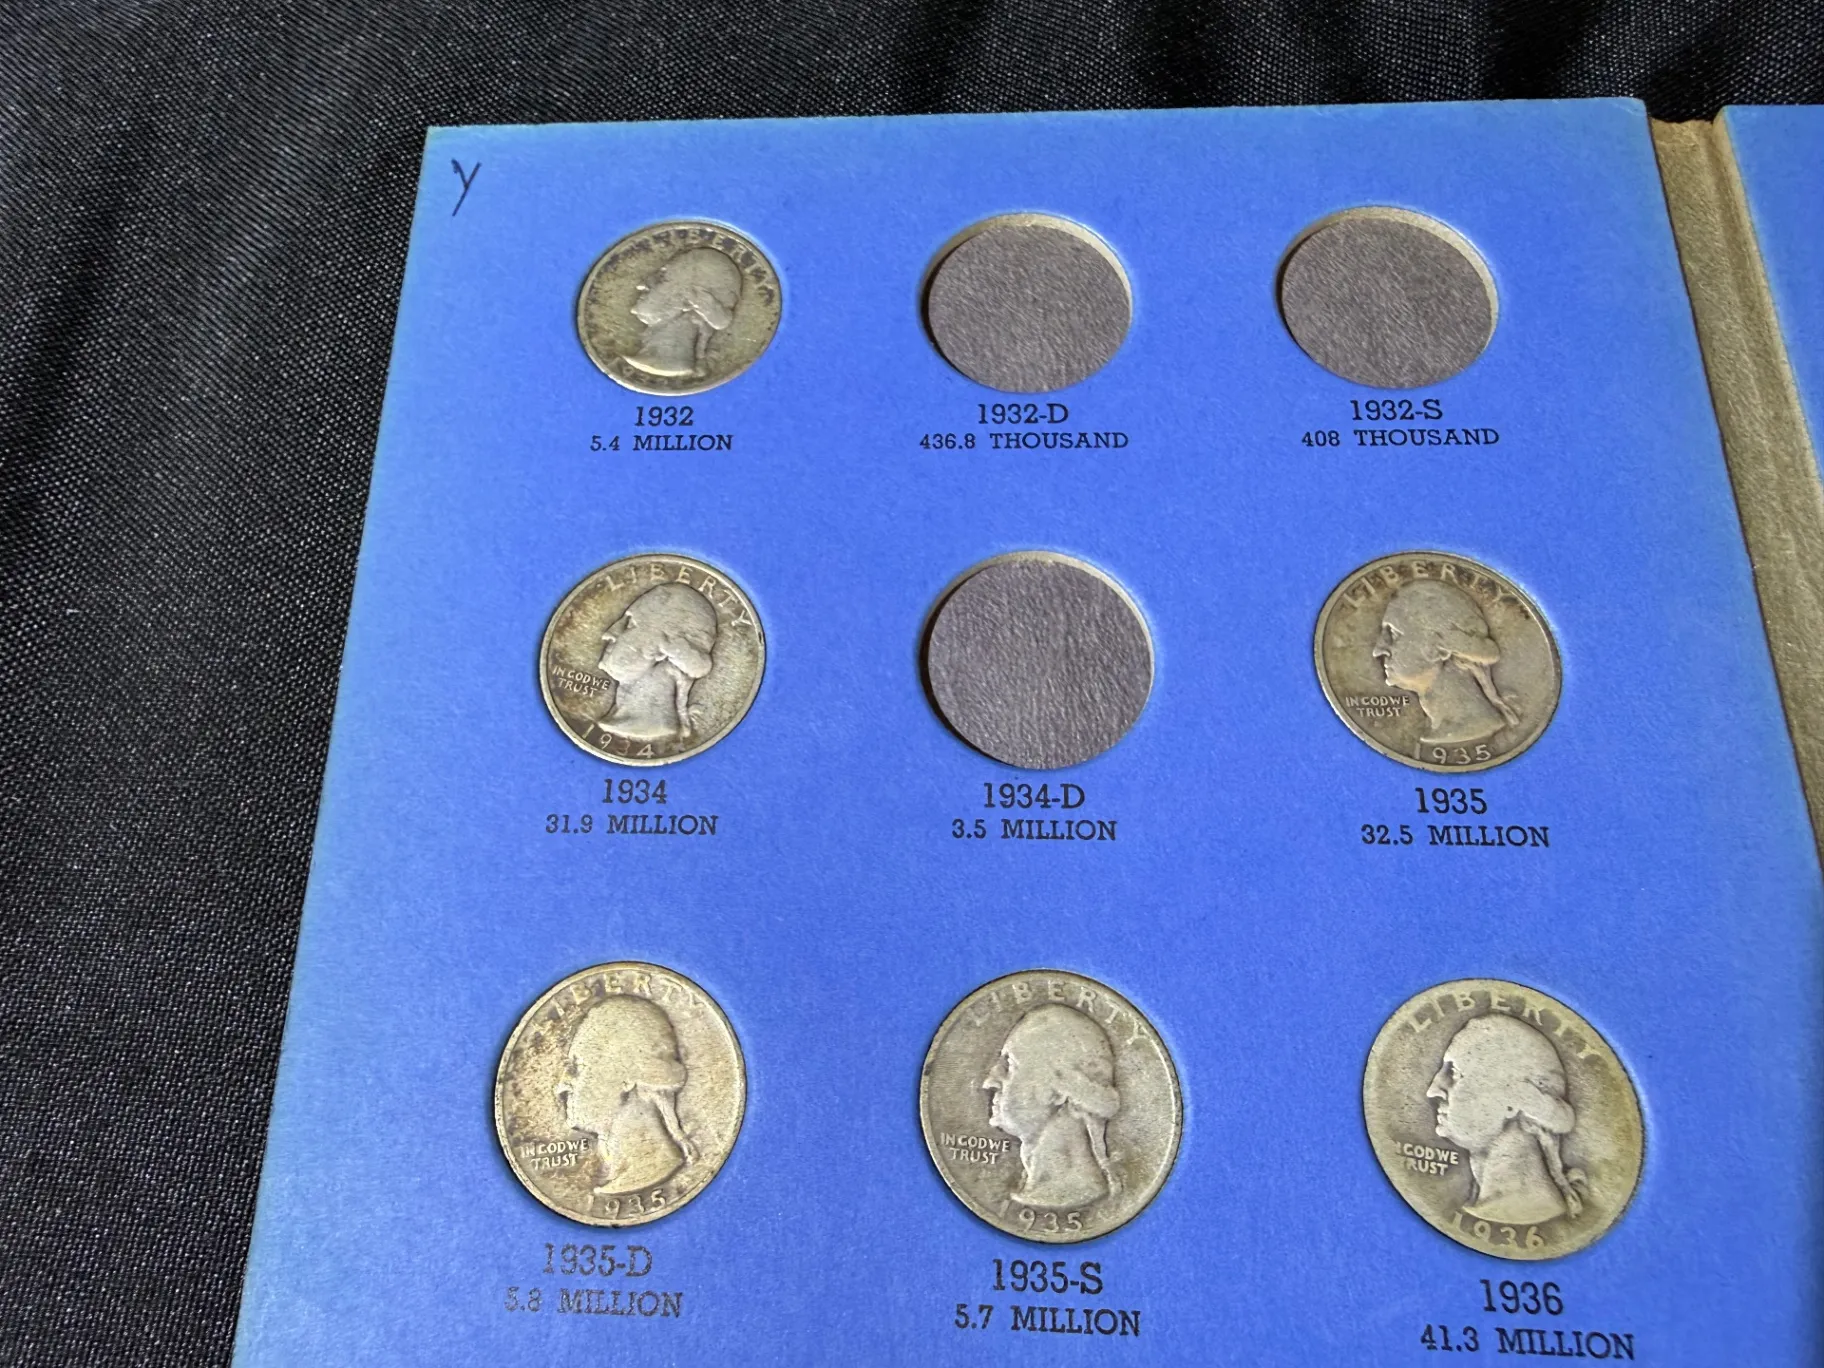 Y
LIBERTY
1932
5.4 MILLION
1932-D
436.8 THOUSAND
1932-S
408 THOUSAND
LIBERTY
IN GOD WE
TRUST
1934
1934
31.9 MILLION
1934-D
3.5 MILLION
LIBERTY
IN GOD WE
TRUST
1935
1935
32.5 MILLION
LIBERTY
IN GOD WE
TRUST
1935
1935-D
5.8 MILLION
LIBERTY
IN GOD WE
TRUST
1935
1935-S
5.7 MILLION
LIBERTY
IN GOD WE
TRUST
1936
1936
41.3 MILLION